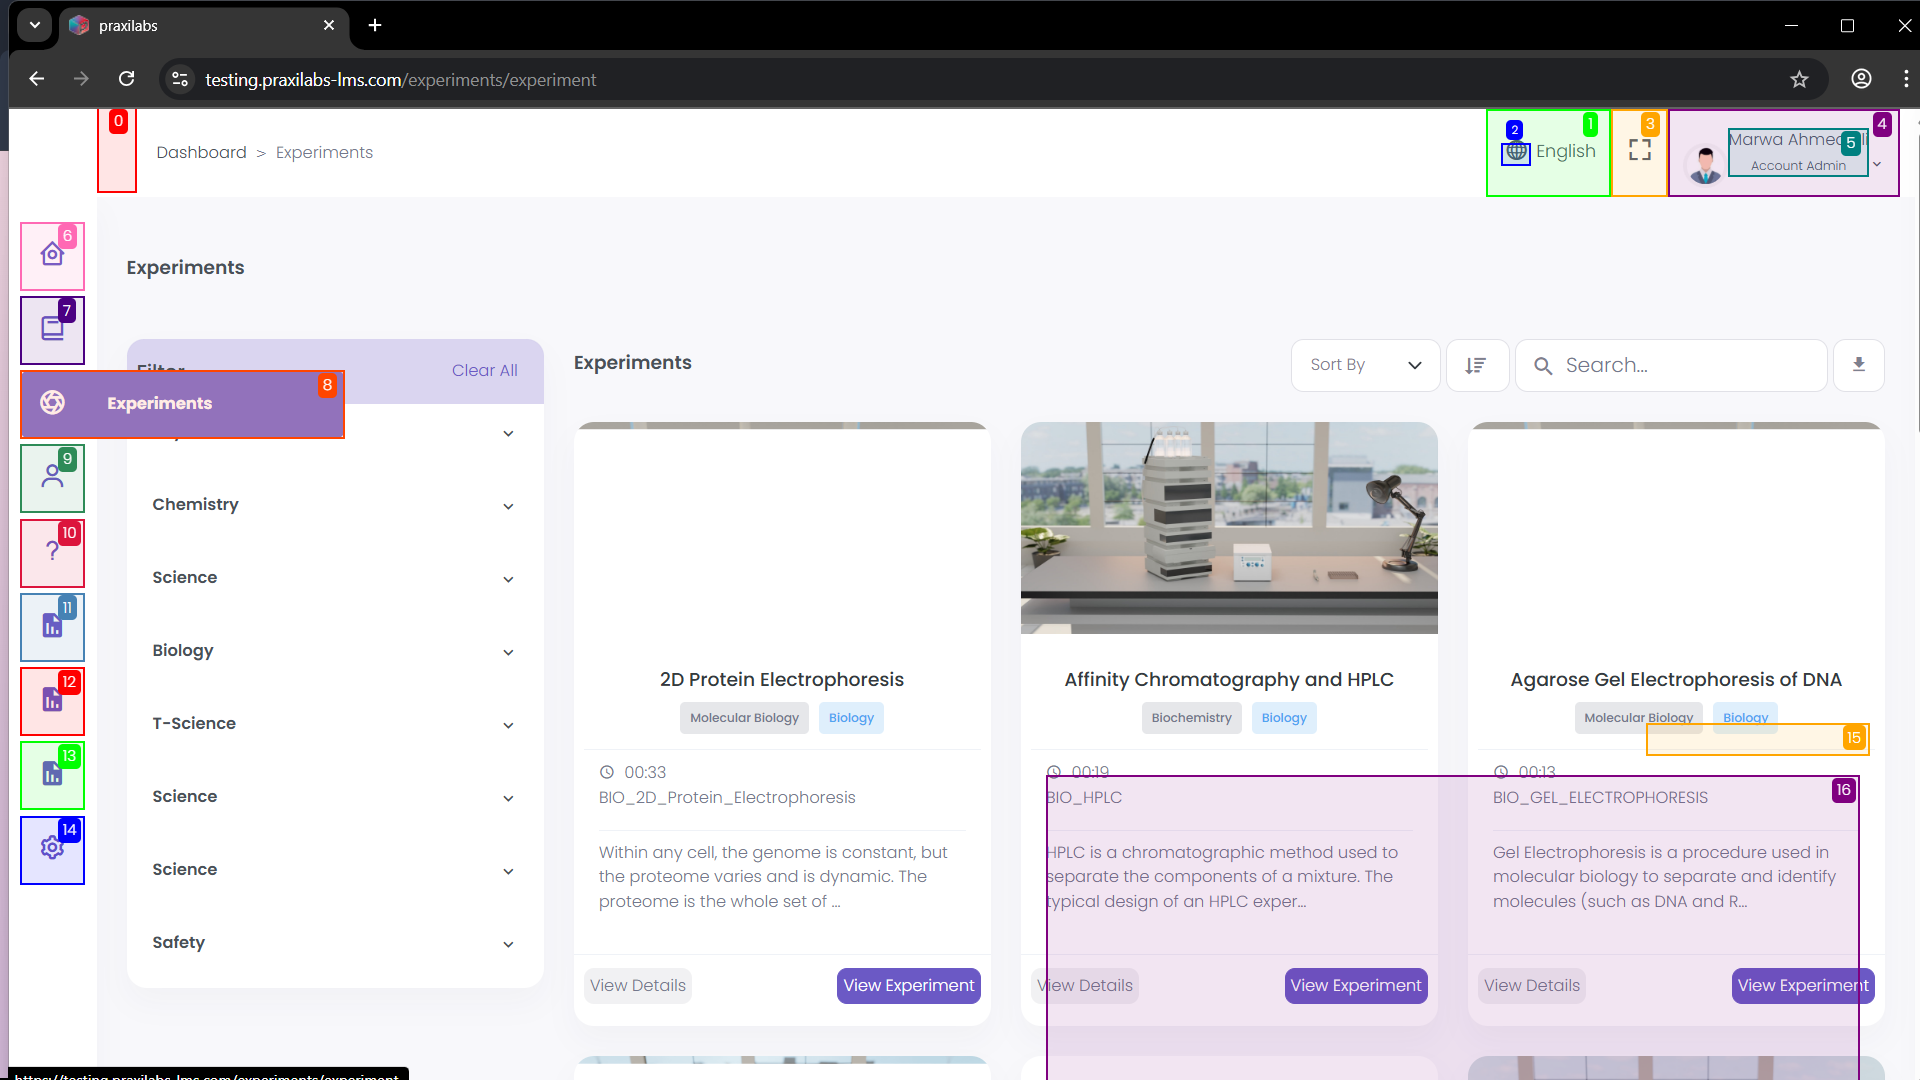 praxilabs
testing.praxilabs-lms.com/experiments/experiment
0
Dashboard > Experiments
1
2
English
3
4
Marwa Ahmed
5
Account Admin
6
7
8
Experiments
9
10
11
12
13
14
Experiments
Filter
Clear All
Chemistry
Science
Biology
T-Science
Science
Science
Safety
Experiments
Sort By
Search...
2D Protein Electrophoresis
Molecular Biology
Biology
00:33
BIO_2D_Protein_Electrophoresis
Within any cell, the genome is constant, but
the proteome varies and is dynamic. The
proteome is the whole set of ...
View Details
View Experiment
Affinity Chromatography and HPLC
Biochemistry
Biology
00:19
BIO_HPLC
HPLC is a chromatographic method used to
separate the components of a mixture. The
typical design of an HPLC exper...
View Details
View Experiment
Agarose Gel Electrophoresis of DNA
Molecular Biology
Biology
15
00:13
BIO_GEL_ELECTROPHORESIS
16
Gel Electrophoresis is a procedure used in
molecular biology to separate and identify
molecules (such as DNA and R...
View Details
View Experiment
https://testing.praxilabs-lms.com/experiments/experiment